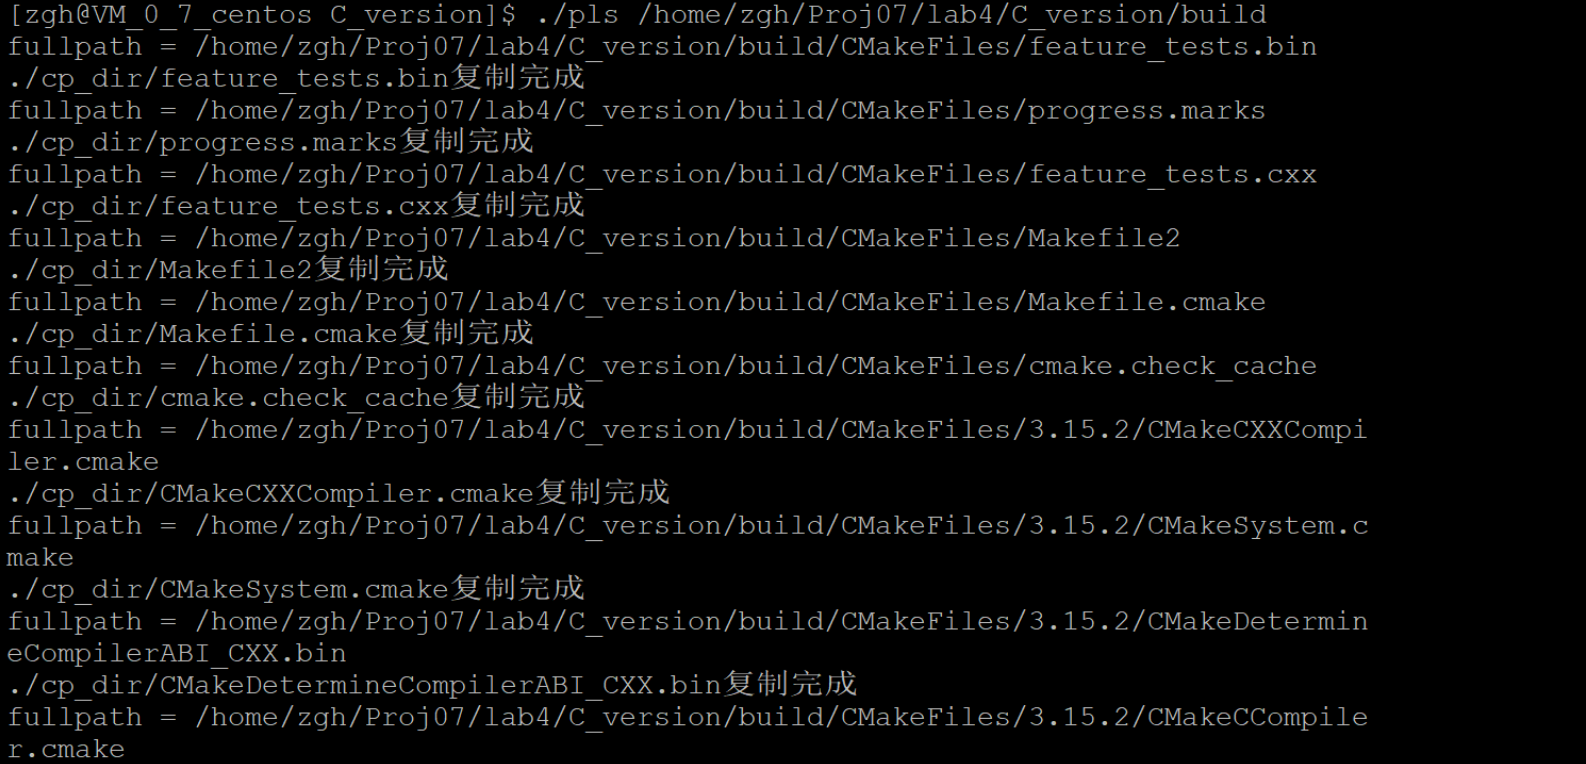 [zgh@VM_0_7_centos C_version]$ ./pls /home/zgh/Proj07/lab4/C_version/build
fullpath = /home/zgh/Proj07/lab4/C_version/build/CMakeFiles/feature_tests.bin
./cp_dir/feature_tests.bin复制完成
fullpath = /home/zgh/Proj07/lab4/C_version/build/CMakeFiles/progress.marks
./cp_dir/progress.marks复制完成
fullpath = /home/zgh/Proj07/lab4/C_version/build/CMakeFiles/feature_tests.cxx
./cp_dir/feature_tests.cxx复制完成
fullpath = /home/zgh/Proj07/lab4/C_version/build/CMakeFiles/Makefile2
./cp_dir/Makefile2复制完成
fullpath = /home/zgh/Proj07/lab4/C_version/build/CMakeFiles/Makefile.cmake
./cp_dir/Makefile.cmake复制完成
fullpath = /home/zgh/Proj07/lab4/C_version/build/CMakeFiles/cmake.check_cache
./cp_dir/cmake.check_cache复制完成
fullpath = /home/zgh/Proj07/lab4/C_version/build/CMakeFiles/3.15.2/CMakeCXXCompi
ler.cmake
./cp_dir/CMakeCXXCompiler.cmake复制完成
fullpath = /home/zgh/Proj07/lab4/C_version/build/CMakeFiles/3.15.2/CMakeSystem.c
make
./cp_dir/CMakeSystem.cmake复制完成
fullpath = /home/zgh/Proj07/lab4/C_version/build/CMakeFiles/3.15.2/CMakeDetermin
eCompilerABI_CXX.bin
./cp_dir/CMakeDetermineCompilerABI_CXX.bin复制完成
fullpath = /home/zgh/Proj07/lab4/C_version/build/CMakeFiles/3.15.2/CMakeCCompile
r.cmake